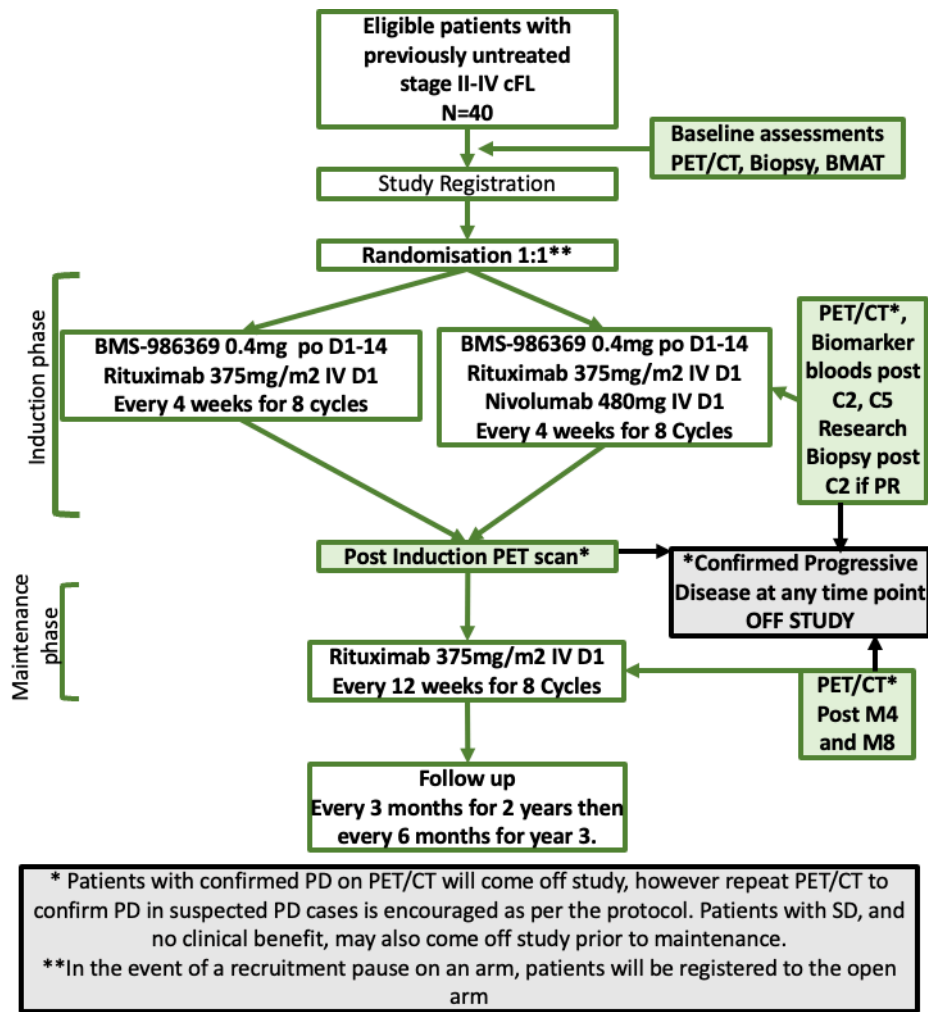 Eligible patients with
previously untreated
stage II-IV cFL
N=40
Baseline assessments
PET/CT, Biopsy, BMAT
Study Registration
Randomisation 1:1**
Induction phase
BMS-986369 0.4mg po D1-14
Rituximab 375mg/m2 IV D1
Every 4 weeks for 8 cycles
BMS-986369 0.4mg po D1-14
Rituximab 375mg/m2 IV D1
Nivolumab 480mg IV D1
Every 4 weeks for 8 Cycles
PET/CT*,
Biomarker
bloods post
C2, C5
Research
Biopsy post
C2 if PR
Post Induction PET scan*
*Confirmed Progressive
Disease at any time point
OFF STUDY
Maintenance
phase
Rituximab 375mg/m2 IV D1
Every 12 weeks for 8 Cycles
PET/CT*
Post M4
and M8
Follow up
Every 3 months for 2 years then
every 6 months for year 3.
* Patients with confirmed PD on PET/CT will come off study, however repeat PET/CT to
confirm PD in suspected PD cases is encouraged as per the protocol. Patients with SD, and
no clinical benefit, may also come off study prior to maintenance.
**In the event of a recruitment pause on an arm, patients will be registered to the open
arm